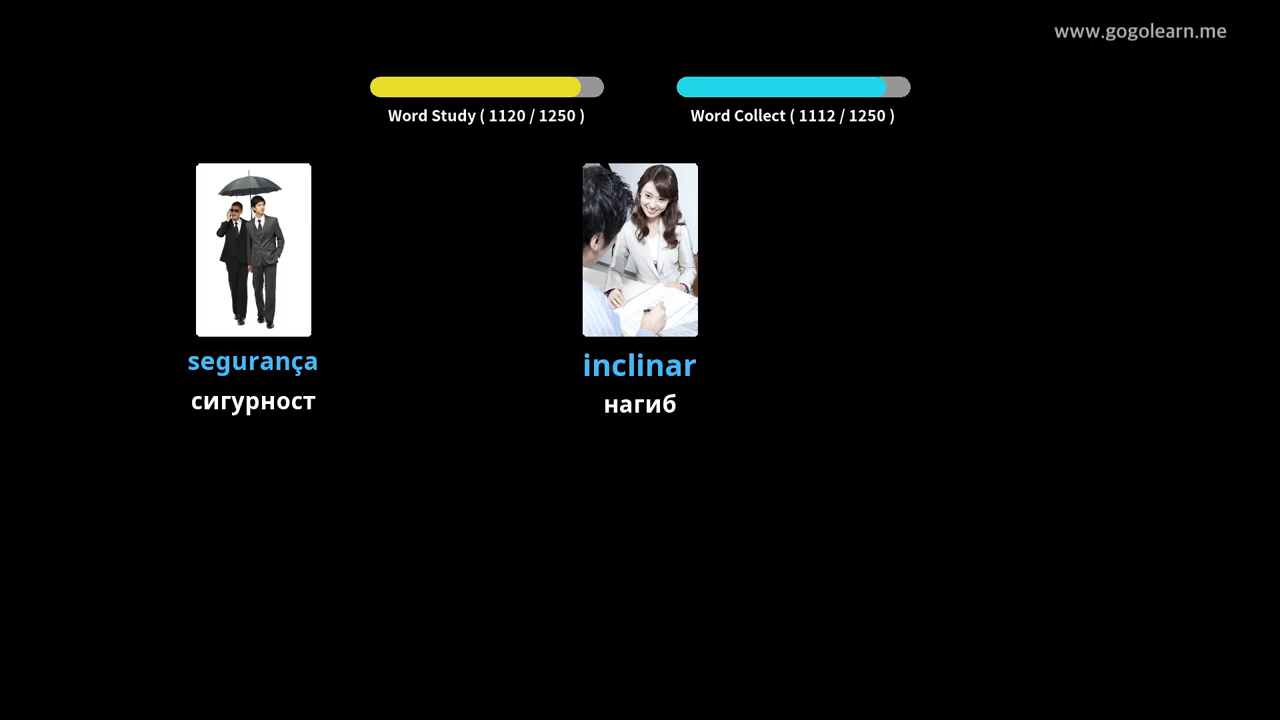 www.gogolearn.me
Word Study ( 1120 / 1250 )
Word Collect ( 1112 / 1250 )
segurança
сигурност
inclinar
нагиб